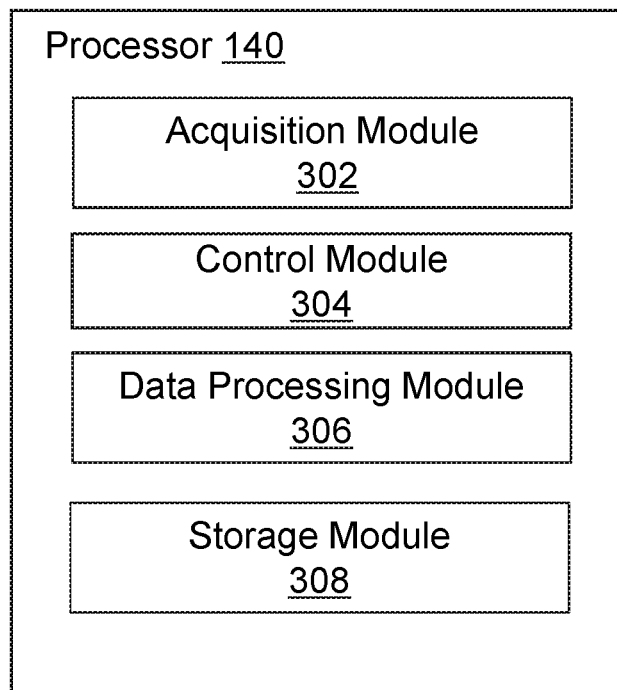 Processor 140
Acquisition Module
302
Control Module
304
Data Processing Module
306
Storage Module
308